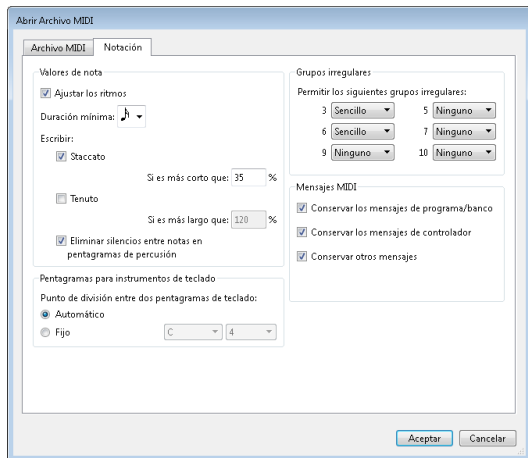 Abrir Archivo MIDI
Archivo MIDI
Notación
Valores de nota
Ajustar los ritmos
Duración mínima:
Escribir:
Staccato
Si es más corto que: 35 %
Tenuto
Si es más largo que: 120 %
Eliminar silencios entre notas en
pentagramas de percusión
Pentagramas para instrumentos de teclado
Punto de división entre dos pentagramas de teclado:
Automático
Fijo C 4
Grupos irregulares
Permitir los siguientes grupos irregulares:
3 Sencillo 5 Ninguno
6 Sencillo 7 Ninguno
9 Ninguno 10 Ninguno
Mensajes MIDI
Conservar los mensajes de programa/banco
Conservar los mensajes de controlador
Conservar otros mensajes
Aceptar Cancelar